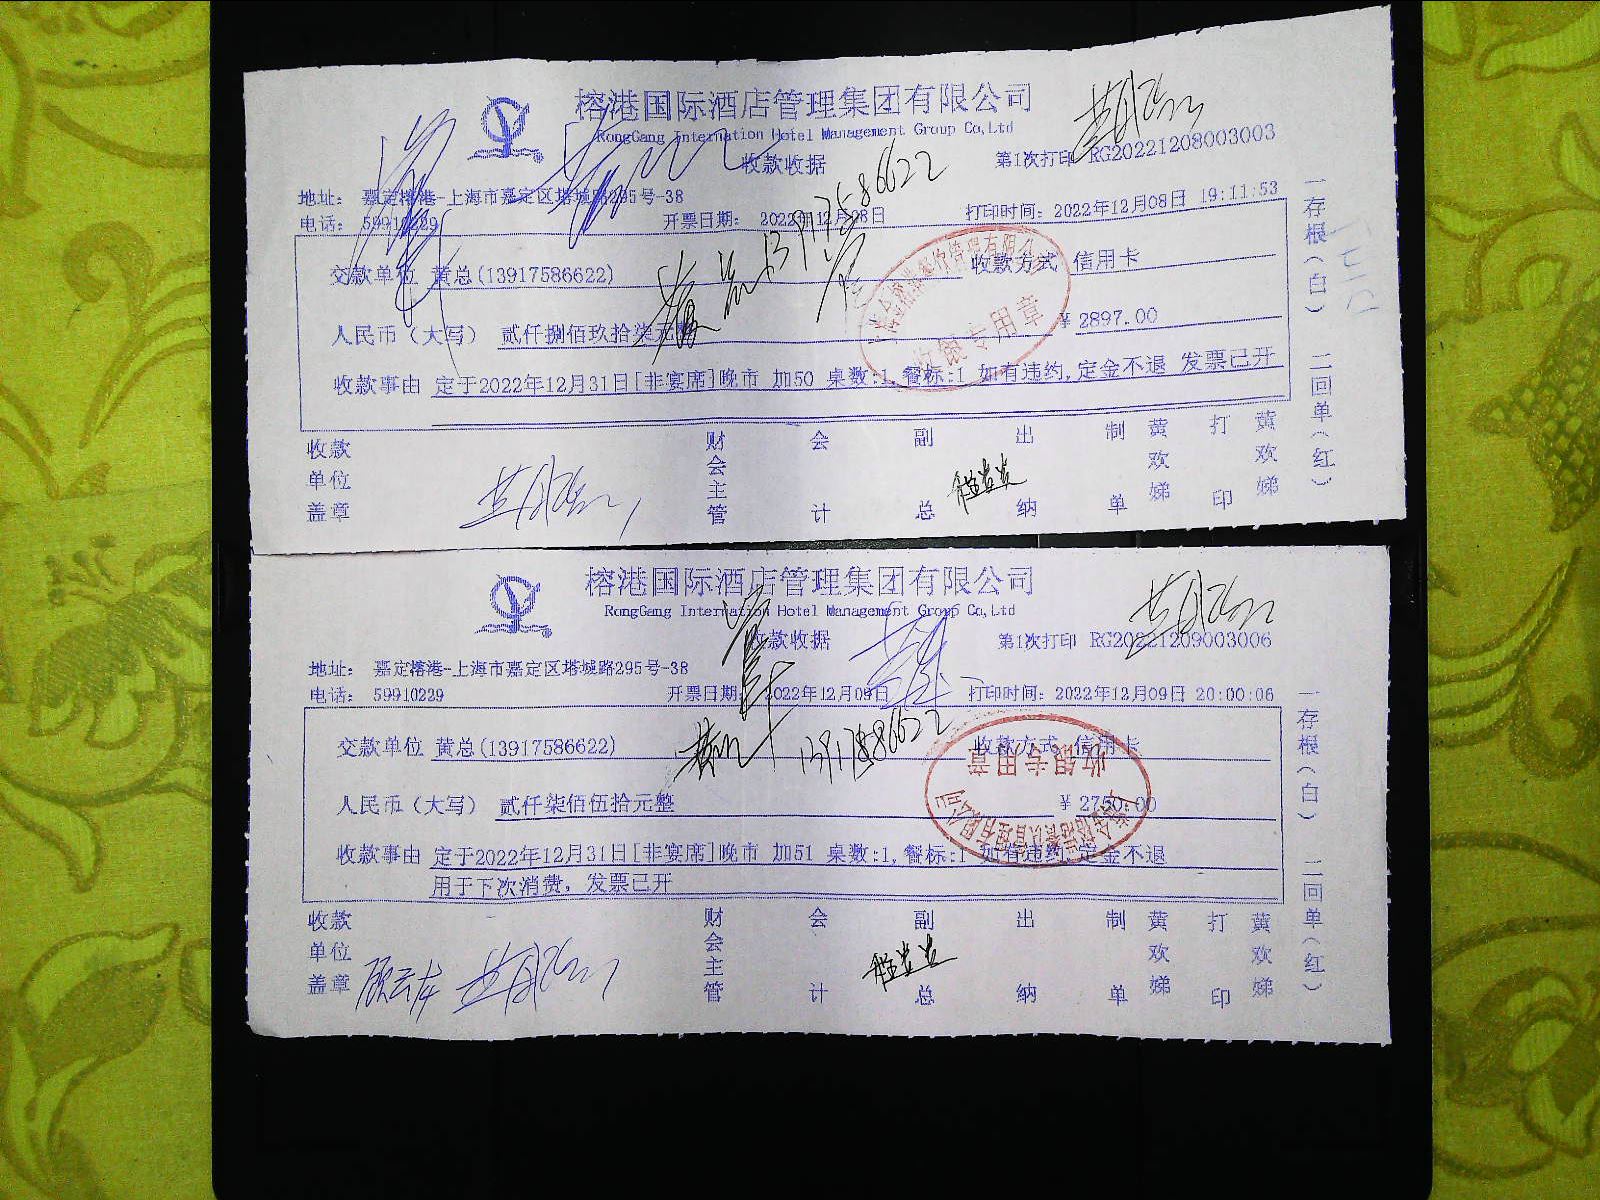 榕港国际酒店管理集团有限公司
RongGang Internation Hotel Management Group Co,Ltd
收款收据
第1次打印 RG20221208003003
地址: 嘉定榕港-上海市嘉定区塔城路295号-38
电话: 59910229 开票日期: 2022年12月08日 打印时间: 2022年12月08日 19:11:53
交款单位 黄总(13917586622) 收款方式 信用卡
13917586622
人民币(大写) 贰仟捌佰玖拾柒元整 ¥ 2897.00
收银专用章
收款事由 定于2022年12月31日[非宴席]晚市 加50 桌数:1,餐标:1 如有违约,定金不退 发票已开
收款单位盖章 财会主管 会计 副总 出纳 制单 黄欢娣 打印 黄欢娣
一存根(白) 二回单(红)
榕港国际酒店管理集团有限公司
RongGang Internation Hotel Management Group Co,Ltd
收款收据
第1次打印 RG20221209003006
地址: 嘉定榕港-上海市嘉定区塔城路295号-38
电话: 59910229 开票日期: 2022年12月09日 打印时间: 2022年12月09日 20:00:06
交款单位 黄总(13917586622) 收款方式 信用卡
13917586622
收银专用章
人民币(大写) 贰仟柒佰伍拾元整 ¥ 2750.00
收款事由 定于2022年12月31日[非宴席]晚市 加51 桌数:1,餐标:1 如有违约,定金不退
用于下次消费, 发票已开
收款单位盖章 财会主管 会计 副总 出纳 制单 黄欢娣 打印 黄欢娣
一存根(白) 二回单(红)